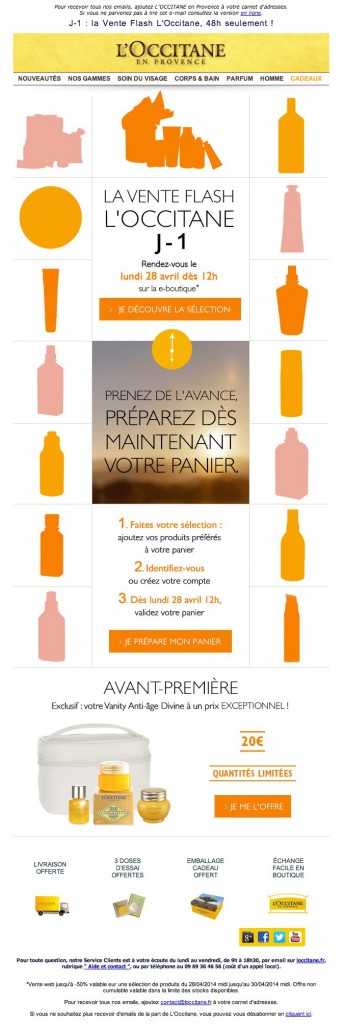 Pour recevoir tous nos emails, ajoutez L'OCCITANE en Provence à votre carnet d'adresses.
Si vous ne parvenez pas à lire cet e-mail consultez la version en ligne.
J-1 : la Vente Flash L'Occitane, 48h seulement !
L'OCCITANE
EN PROVENCE
NOUVEAUTÉS NOS GAMMES SOIN DU VISAGE CORPS & BAIN PARFUM HOMME CADEAUX
LA VENTE FLASH
L'OCCITANE
J-1
Rendez-vous le
lundi 28 avril dès 12h
sur la e-boutique*
› JE DÉCOUVRE LA SÉLECTION
PRENEZ DE L'AVANCE,
PRÉPAREZ DÈS
MAINTENANT
VOTRE PANIER.
1. Faites votre sélection :
ajoutez vos produits préférés
à votre panier
2. Identifiez-vous
ou créez votre compte
3. Dès lundi 28 avril 12h,
validez votre panier
› JE PRÉPARE MON PANIER
AVANT-PREMIÈRE
Exclusif : votre Vanity Anti-âge Divine à un prix EXCEPTIONNEL !
20€
QUANTITÉS LIMITÉES
› JE ME L'OFFRE
L'OCCITANE
LIVRAISON
OFFERTE
3 DOSES
D'ESSAI
OFFERTES
EMBALLAGE
CADEAU
OFFERT
ÉCHANGE
FACILE EN
BOUTIQUE
L'OCCITANE
Pour toute question, notre Service Clients est à votre écoute du lundi au vendredi, de 9h à 18h30, par email sur loccitane.fr,
rubrique " Aide et contact ", ou par téléphone au 09 69 36 46 56 (coût d'un appel local).
*Vente web jusqu'à -50% valable sur une sélection de produits du 28/04/2014 midi jusqu'au 30/04/2014 midi. Offre non
cumulable valable dans la limite des stocks disponibles.
Pour recevoir tous nos emails, ajoutez contact@loccitane.fr à votre carnet d'adresses.
Si vous ne souhaitez plus recevoir d'emails de la part de L'Occitane, vous pouvez vous désabonner en cliquant ici.